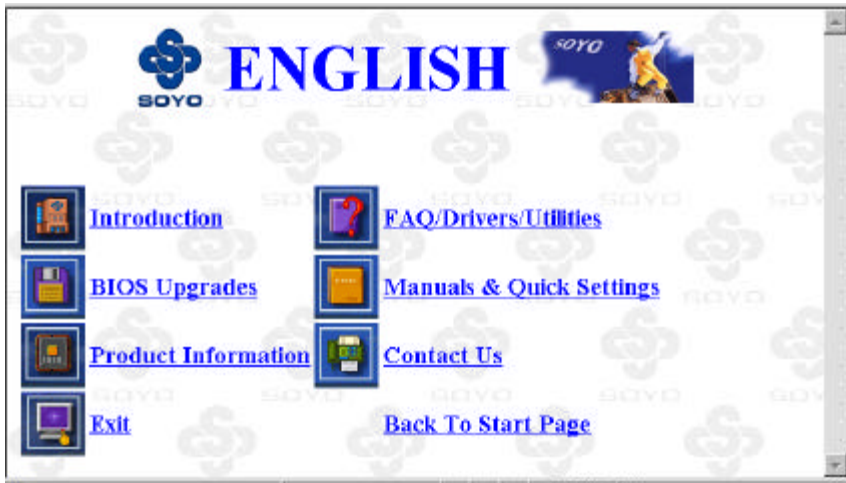 SOYO
ENGLISH
SOYO
Introduction
FAQ/Drivers/Utilities
BIOS Upgrades
Manuals & Quick Settings
Product Information
Contact Us
Exit
Back To Start Page